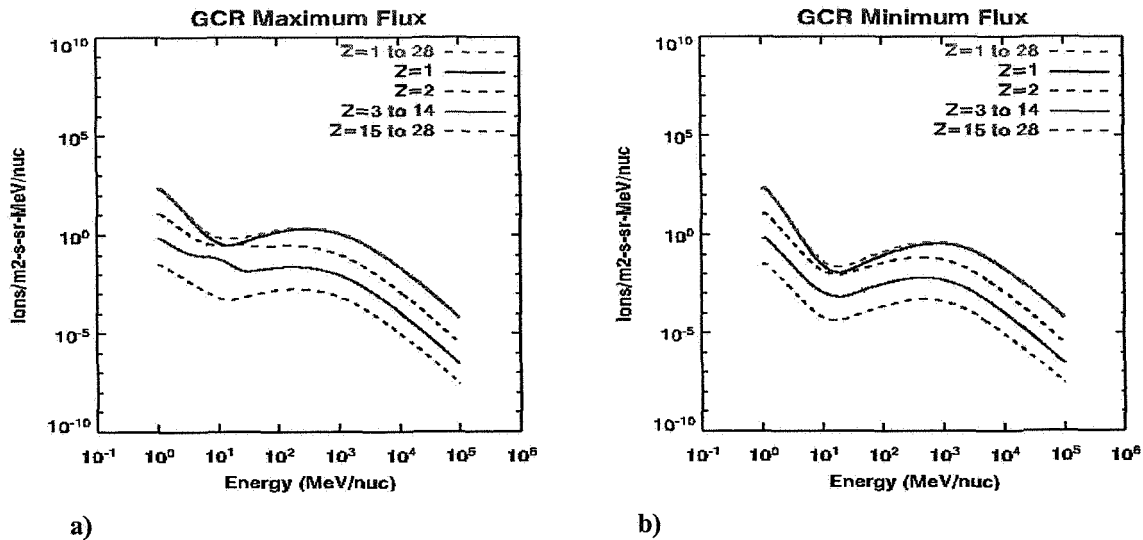 GCR Maximum Flux
Z=1 to 28
Z=1
Z=2
Z=3 to 14
Z=15 to 28
Ions/m2-s-sr-MeV/nuc
10^10
10^5
10^0
10^-5
10^-10
10^-1 10^0 10^1 10^2 10^3 10^4 10^5 10^6
Energy (MeV/nuc)
a)
GCR Minimum Flux
Z=1 to 28
Z=1
Z=2
Z=3 to 14
Z=15 to 28
Ions/m2-s-sr-MeV/nuc
10^10
10^5
10^0
10^-5
10^-10
10^-1 10^0 10^1 10^2 10^3 10^4 10^5 10^6
Energy (MeV/nuc)
b)